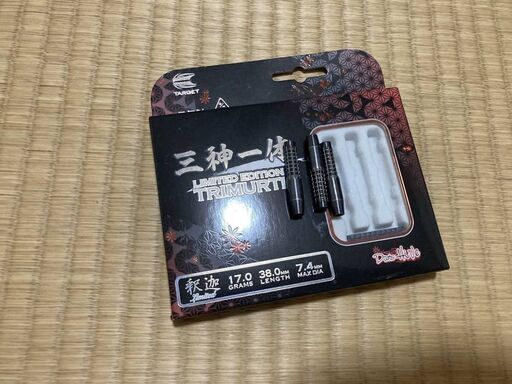 TARGET
三神一体
LIMITED EDITION
TRIMURTI
釈迦
Limited
17.0
GRAMS
38.0MM
LENGTH
7.4MM
MAX DIA